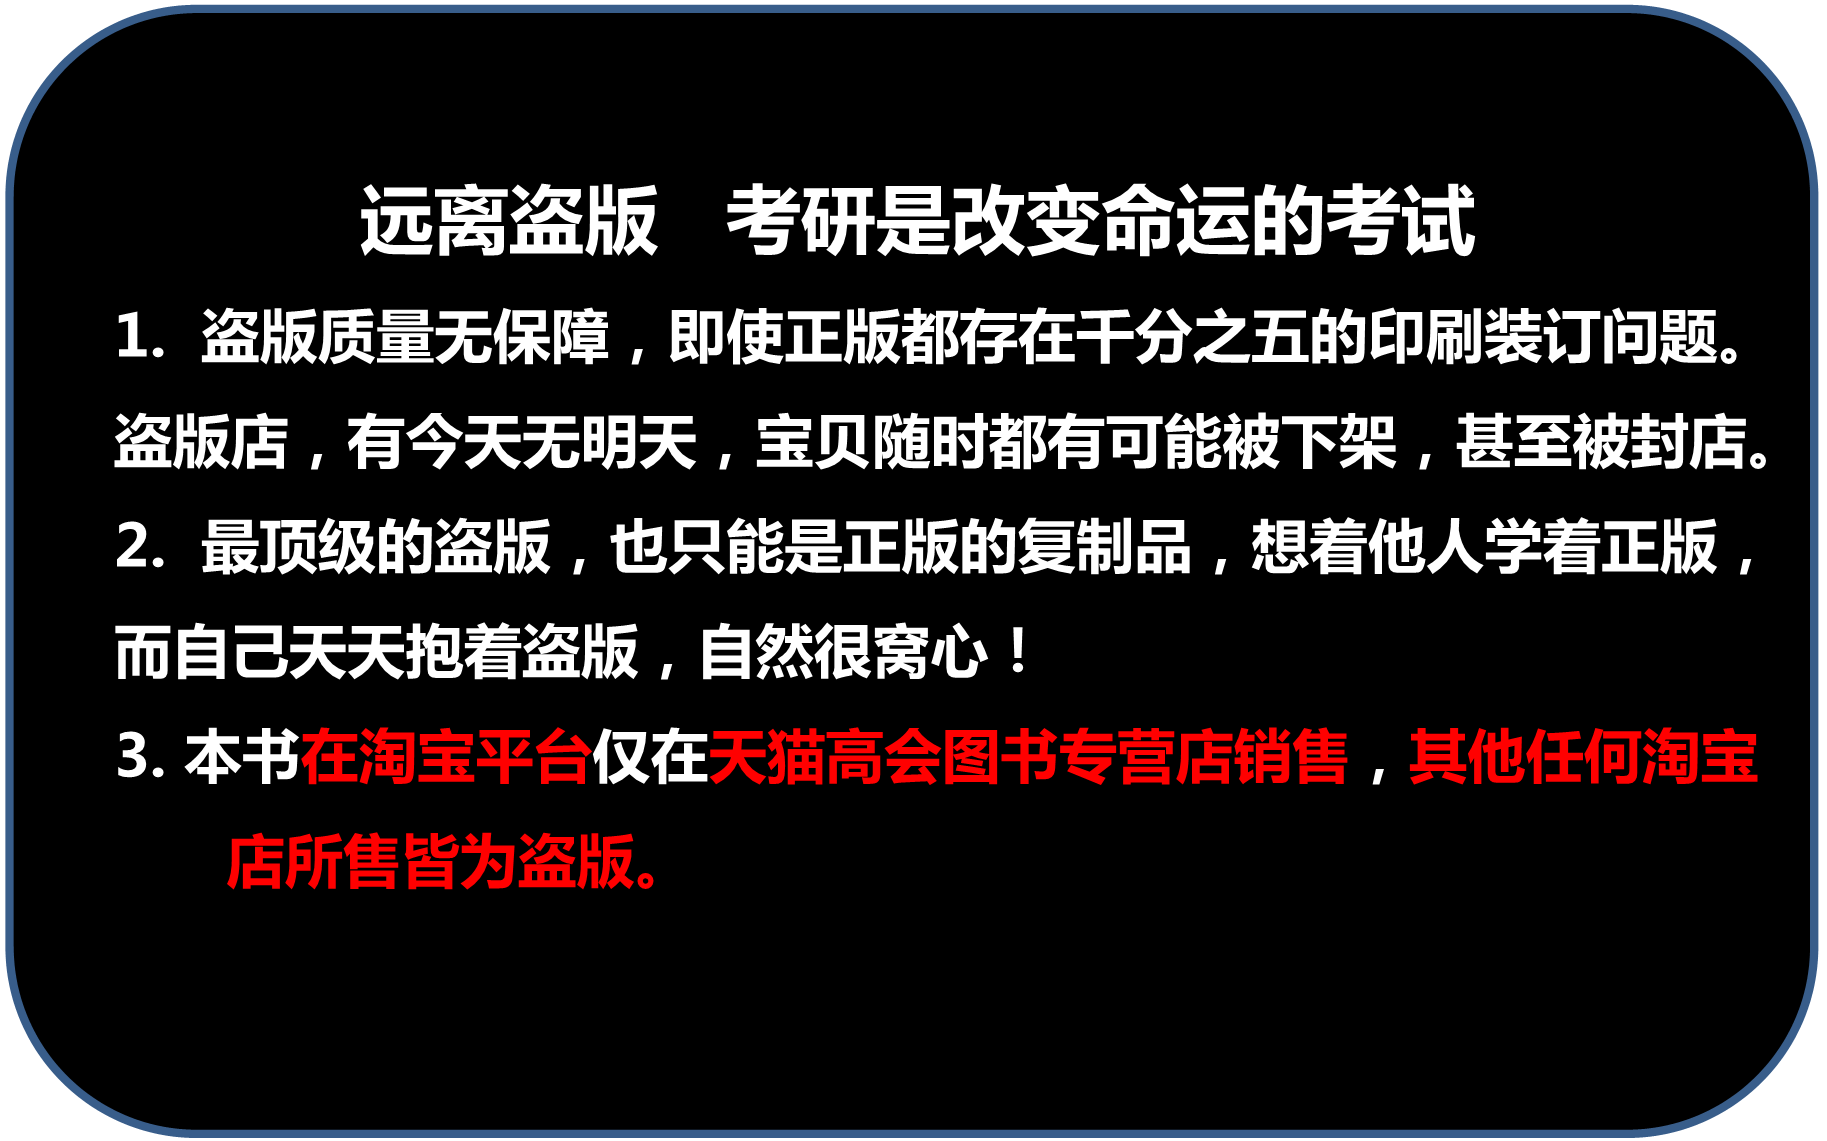 远离盗版 考研是改变命运的考试
1. 盗版质量无保障，即使正版都存在千分之五的印刷装订问题。
盗版店，有今天无明天，宝贝随时都有可能被下架，甚至被封店。
2. 最顶级的盗版，也只能是正版的复制品，想着他人学着正版，
而自己天天抱着盗版，自然很窝心！
3. 本书在淘宝平台仅在天猫高会图书专营店销售，其他任何淘宝
店所售皆为盗版。